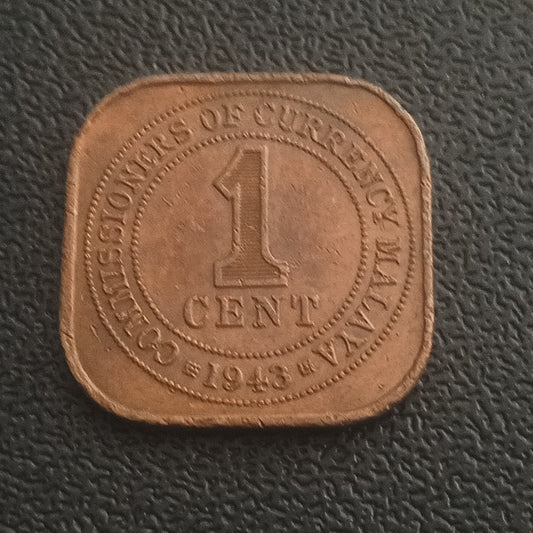 COMMISSIONERS OF CURRENCY MALAYA
1
CENT
1943